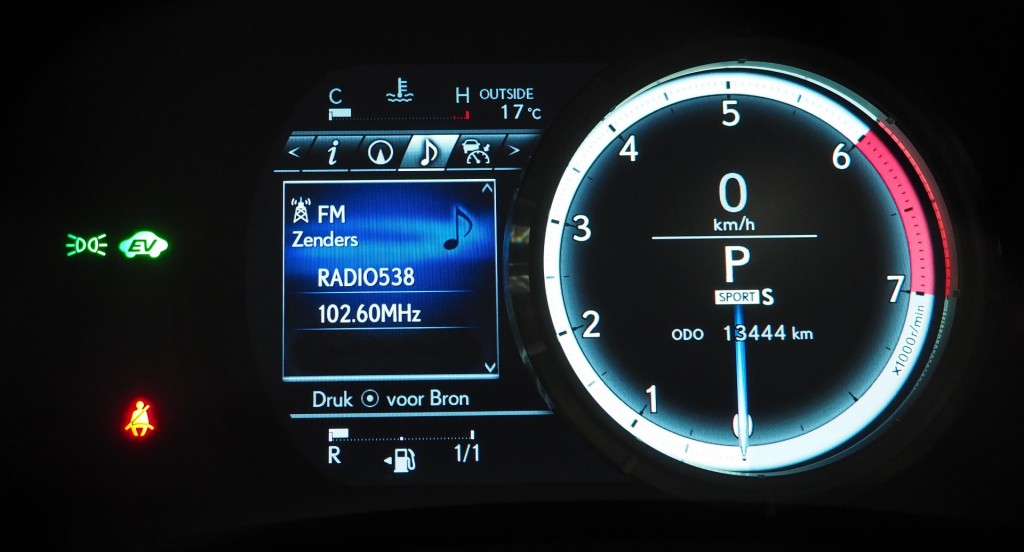 C H
OUTSIDE
17°C
< i >
FM
Zenders
RADIO538
102.60MHz
Druk voor Bron
R 1/1
EV
0
km/h
P
SPORT S
ODO 13444 km
0
1
2
3
4
5
6
7
x1000r/min